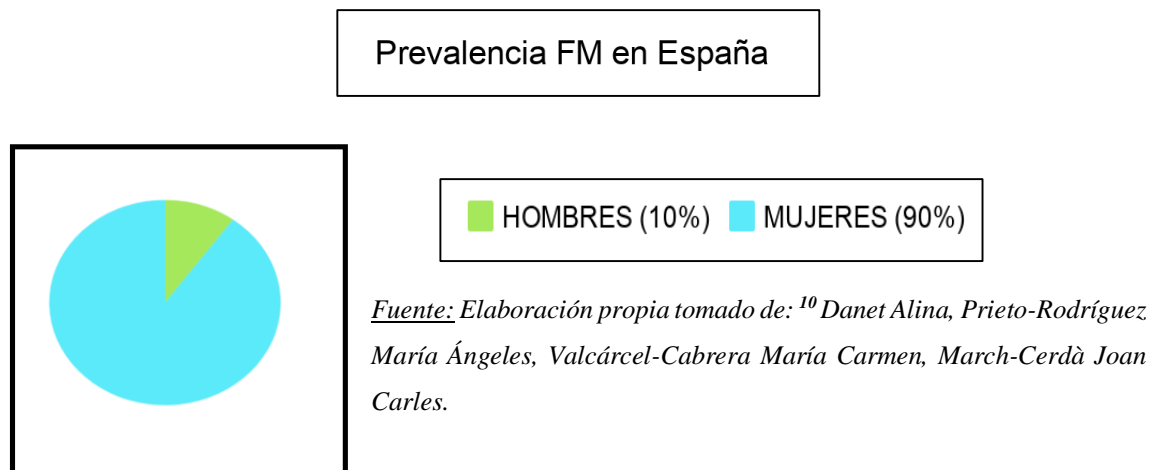 Prevalencia FM en España
HOMBRES (10%) MUJERES (90%)
Fuente: Elaboración propia tomado de: ¹⁰ Danet Alina, Prieto-Rodríguez
María Ángeles, Valcárcel-Cabrera María Carmen, March-Cerdà Joan
Carles.